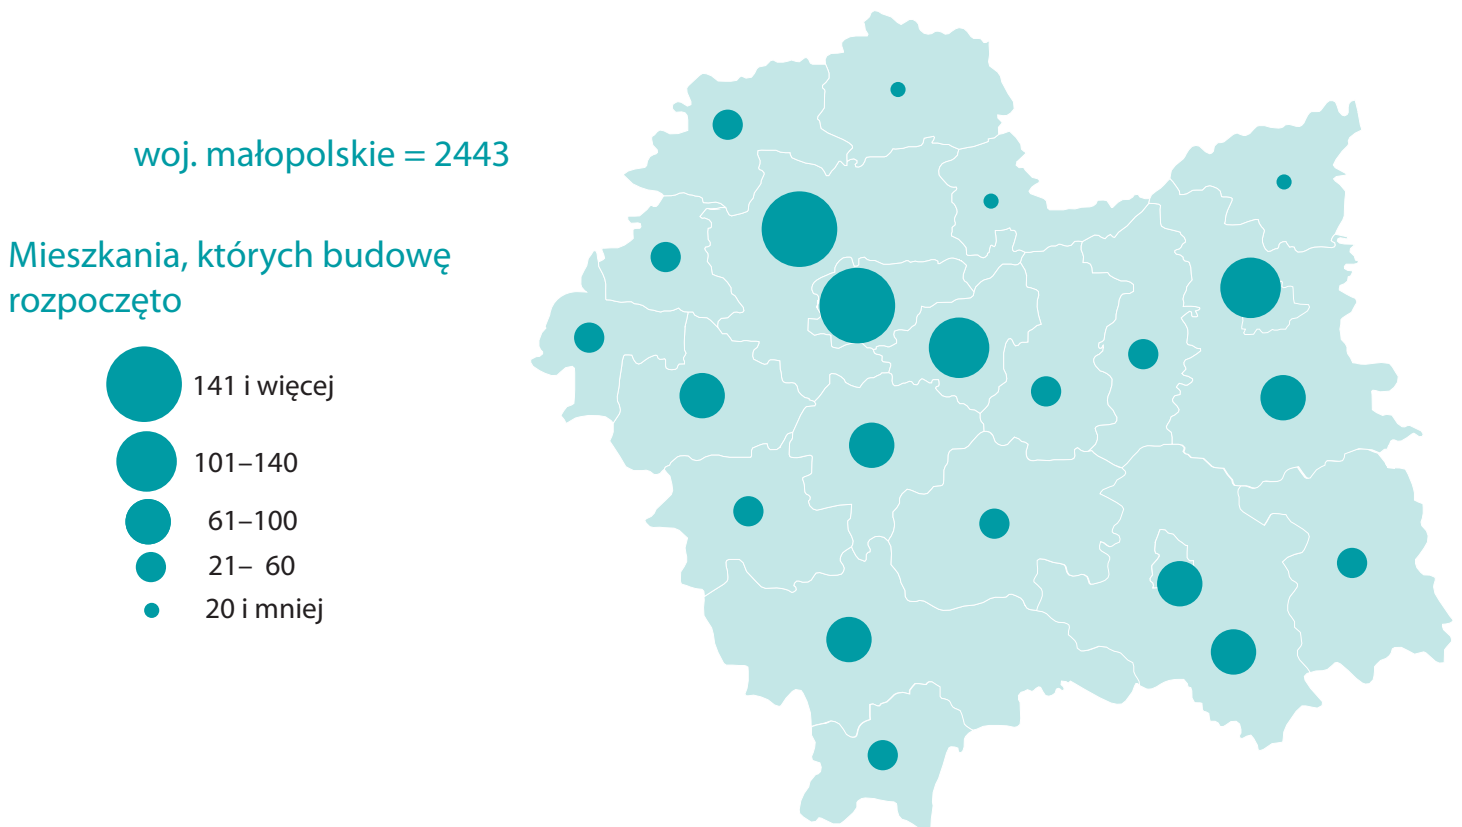 woj. małopolskie = 2443
Mieszkania, których budowę
rozpoczęto
141 i więcej
101–140
61–100
21– 60
20 i mniej